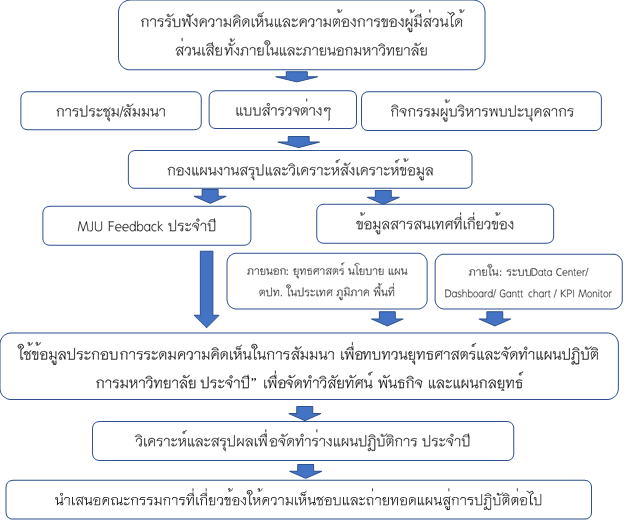 การรับฟังความคิดเห็นและความต้องการของผู้มีส่วนได้
ส่วนเสียทั้งภายในและภายนอกมหาวิทยาลัย
การประชุม/สัมมนา
แบบสำรวจต่างๆ
กิจกรรมผู้บริหารพบปะบุคลากร
กองแผนงานสรุปและวิเคราะห์สังเคราะห์ข้อมูล
MJU Feedback ประจำปี
ข้อมูลสารสนเทศที่เกี่ยวข้อง
ภายนอก: ยุทธศาสตร์ นโยบาย แผน
ตปท. ในประเทศ ภูมิภาค พื้นที่
ภายใน: ระบบData Center/
Dashboard/ Gantt chart / KPI Monitor
ใช้ข้อมูลประกอบการระดมความคิดเห็นในการสัมมนา เพื่อทบทวนยุทธศาสตร์และจัดทำแผนปฏิบัติ
การมหาวิทยาลัย ประจำปี” เพื่อจัดทำวิสัยทัศน์ พันธกิจ และแผนกลยุทธ์
วิเคราะห์และสรุปผลเพื่อจัดทำร่างแผนปฏิบัติการ ประจำปี
นำเสนอคณะกรรมการที่เกี่ยวข้องให้ความเห็นชอบและถ่ายทอดแผนสู่การปฏิบัติต่อไป